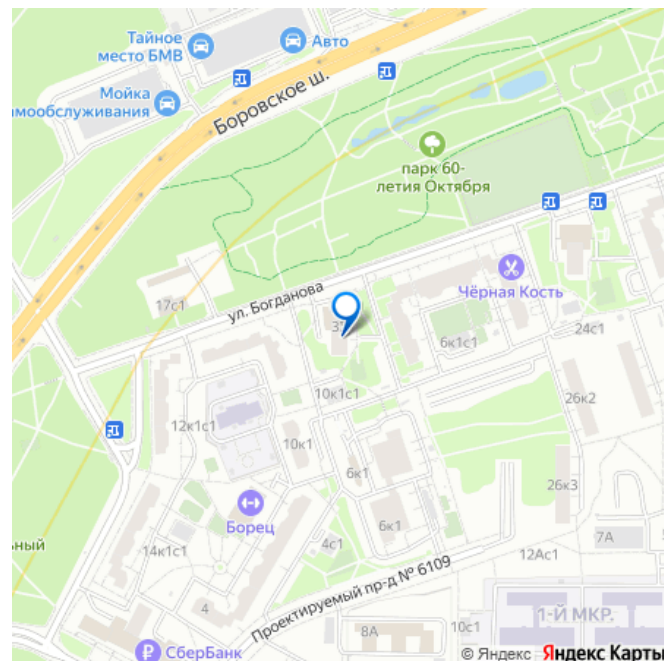 Тайное
место БМВ
Авто
Мойка
мообслуживания
Боровское ш.
парк 60-
летия Октября
17с1
ул. Богданова
Чёрная Кость
6к1с1
24с1
10к1с1
26к2
12к1с1
10к1
6к1
26к3
Борец
6к1
7А
14к1с1
4с1
12Ас1
ьный
4
Проектируемый пр-д № 6109
1-Й МКР.
8А
10с1
СберБанк
© Яндекс Яндекс Карты